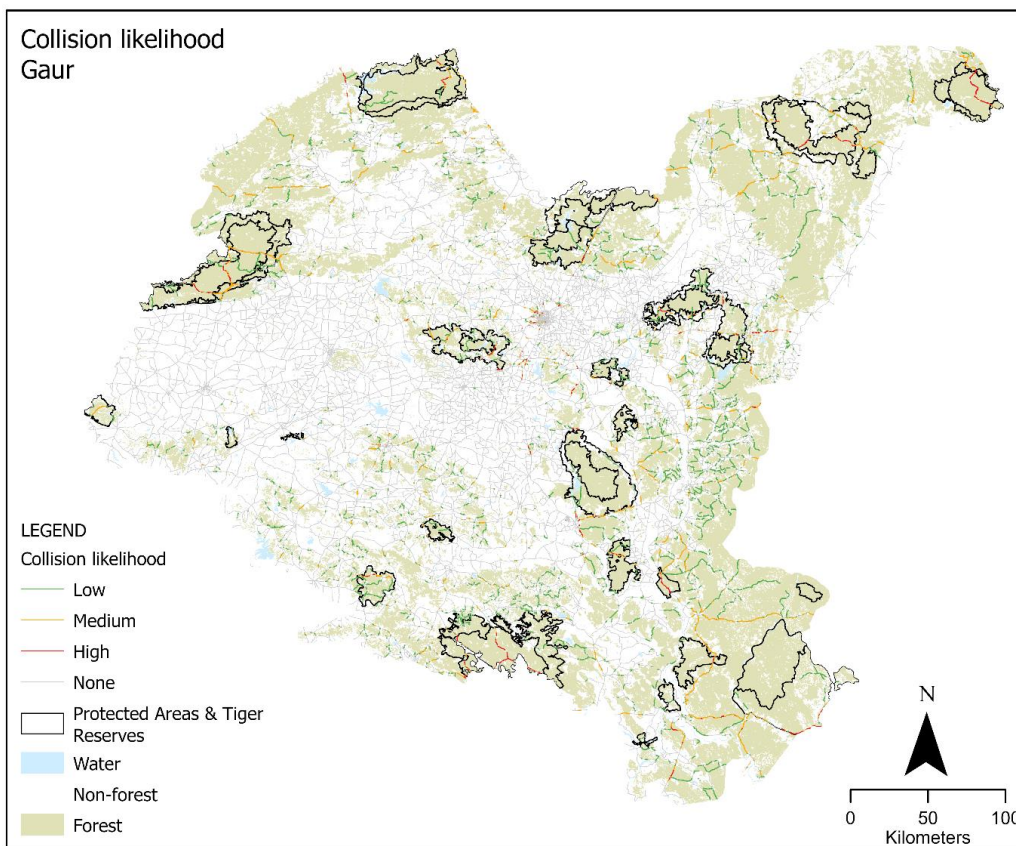 Collision likelihood
Gaur
LEGEND
Collision likelihood
Low
Medium
High
None
Protected Areas & Tiger
Reserves
Water
Non-forest
Forest
N
0 50 100
Kilometers